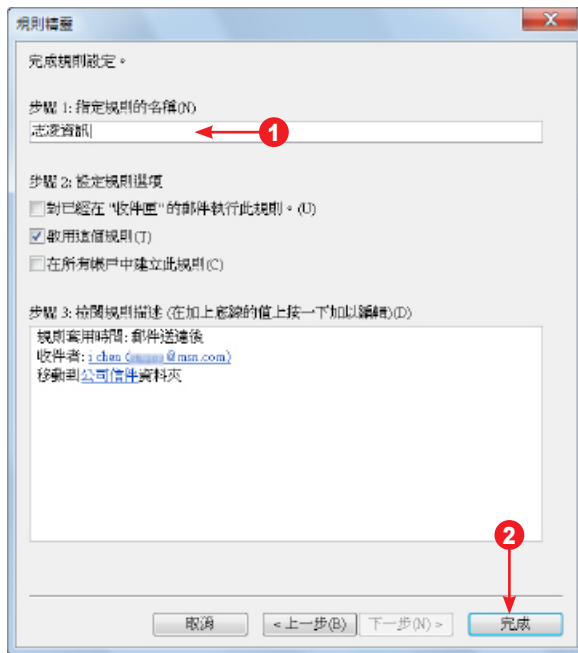 規則精靈
完成規則設定。
步驟 1: 指定規則的名稱(N)
志凌資訊
1
步驟 2: 設定規則選項
對已經在 "收件匣" 的郵件執行此規則。(U)
啟用這個規則(T)
在所有帳戶中建立此規則(C)
步驟 3: 檢閱規則描述 (在加上底線的值上按一下加以編輯)(D)
規則套用時間: 郵件送達後
收件者: i chen ( @msn.com)
移動到公司信件資料夾
2
取消
<上一步(B)
下一步(N) >
完成